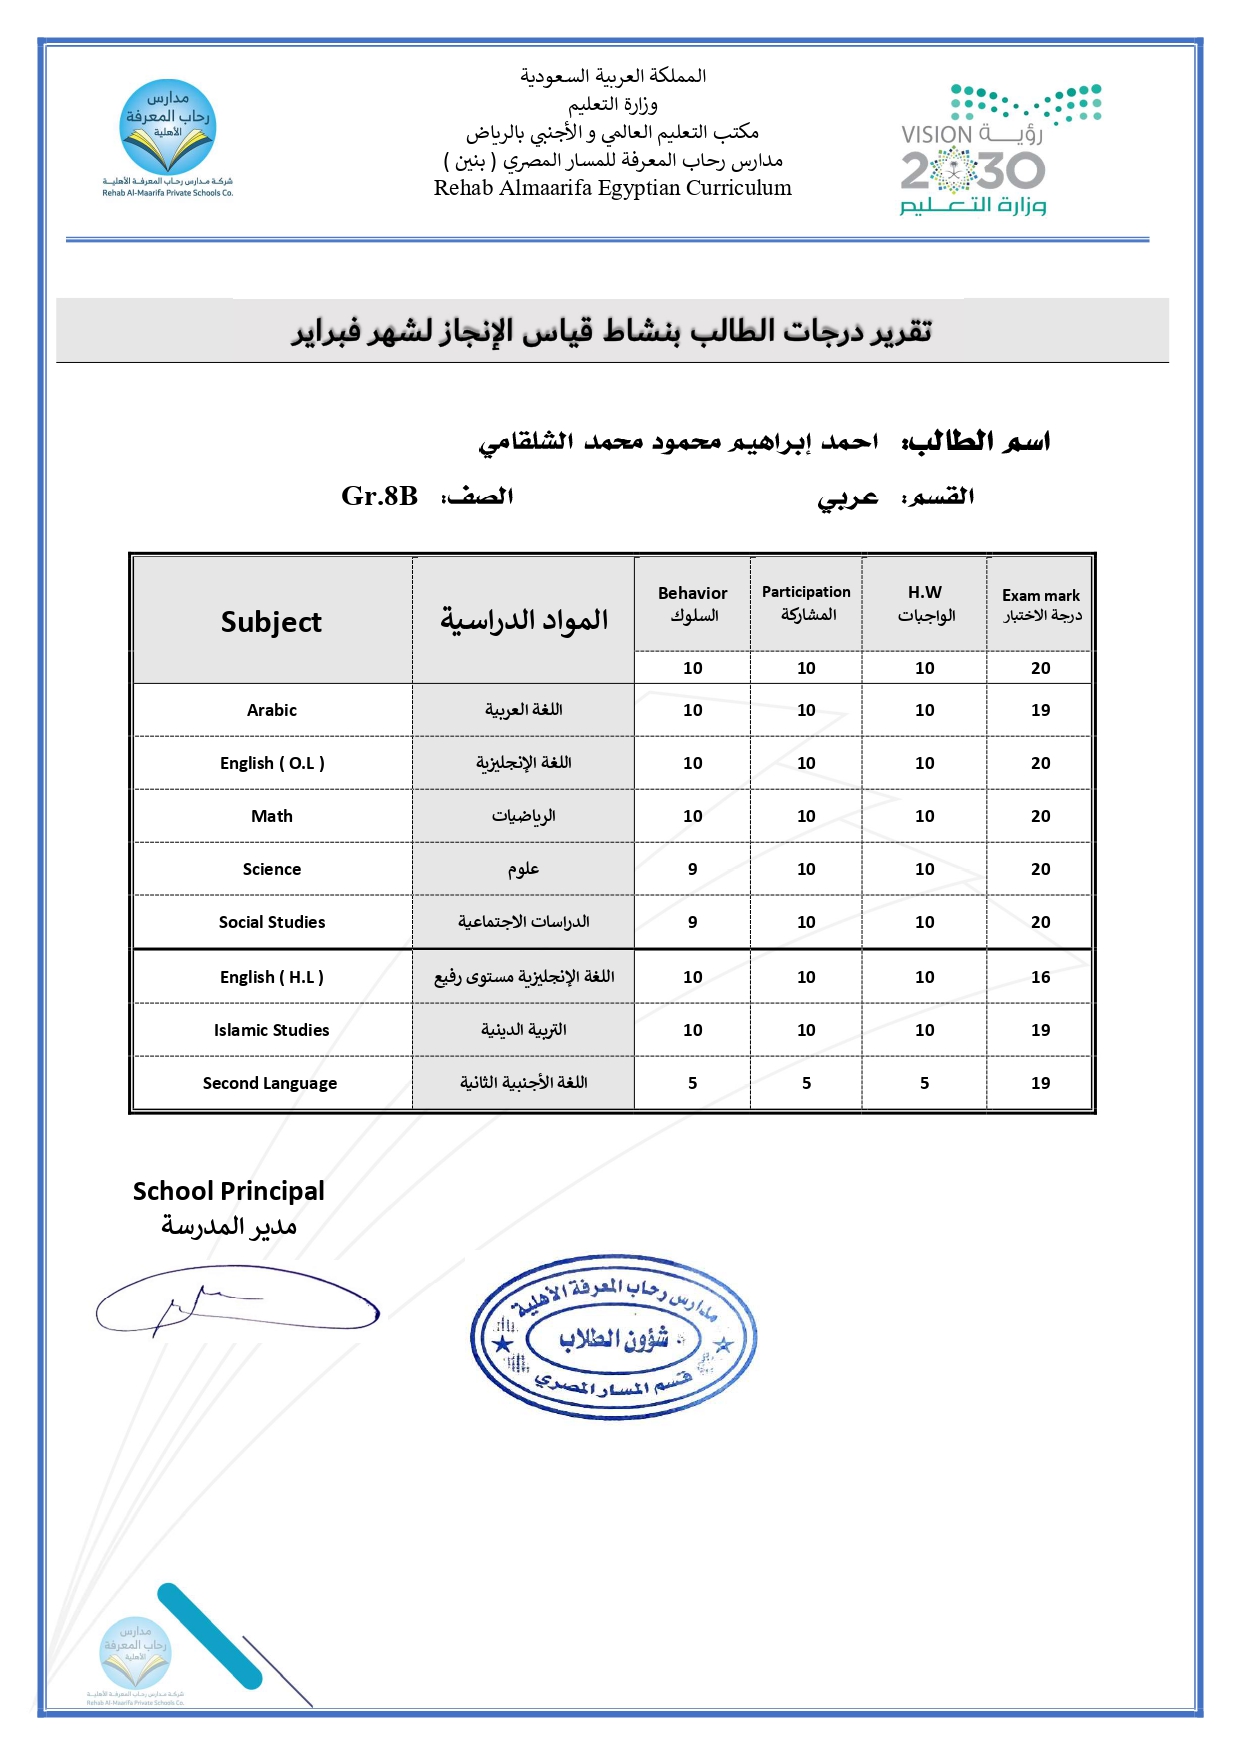 مدارس
رحاب المعرفة
الأهلية
شركة مدارس رحاب المعرفة الأهلية
Rehab Al-Maarifa Private Schools Co.
المملكة العربية السعودية
وزارة التعليم
مكتب التعليم العالمي و الأجنبي بالرياض
مدارس رحاب المعرفة للمسار المصري ( بنين )
Rehab Almaarifa Egyptian Curriculum
VISION رؤيــة
2030
وزارة التعليم
تقرير درجات الطالب بنشاط قياس الإنجاز لشهر فبراير
اسم الطالب: احمد إبراهيم محمود محمد الشلقامي
القسم: عربي الصف: Gr.8B
Subject المواد الدراسية Behavior السلوك Participation المشاركة H.W الواجبات Exam mark درجة الاختبار
10 10 10 20
Arabic اللغة العربية 10 10 10 19
English ( O.L ) اللغة الإنجليزية 10 10 10 20
Math الرياضيات 10 10 10 20
Science علوم 9 10 10 20
Social Studies الدراسات الاجتماعية 9 10 10 20
English ( H.L ) اللغة الإنجليزية مستوى رفيع 10 10 10 16
Islamic Studies التربية الدينية 10 10 10 19
Second Language اللغة الأجنبية الثانية 5 5 5 19
School Principal
مدير المدرسة
مدارس رحاب المعرفة الأهلية
شؤون الطلاب
قسم المسار المصري
مدارس
رحاب المعرفة
الأهلية
شركة مدارس رحاب المعرفة الأهلية
Rehab Al-Maarifa Private Schools Co.